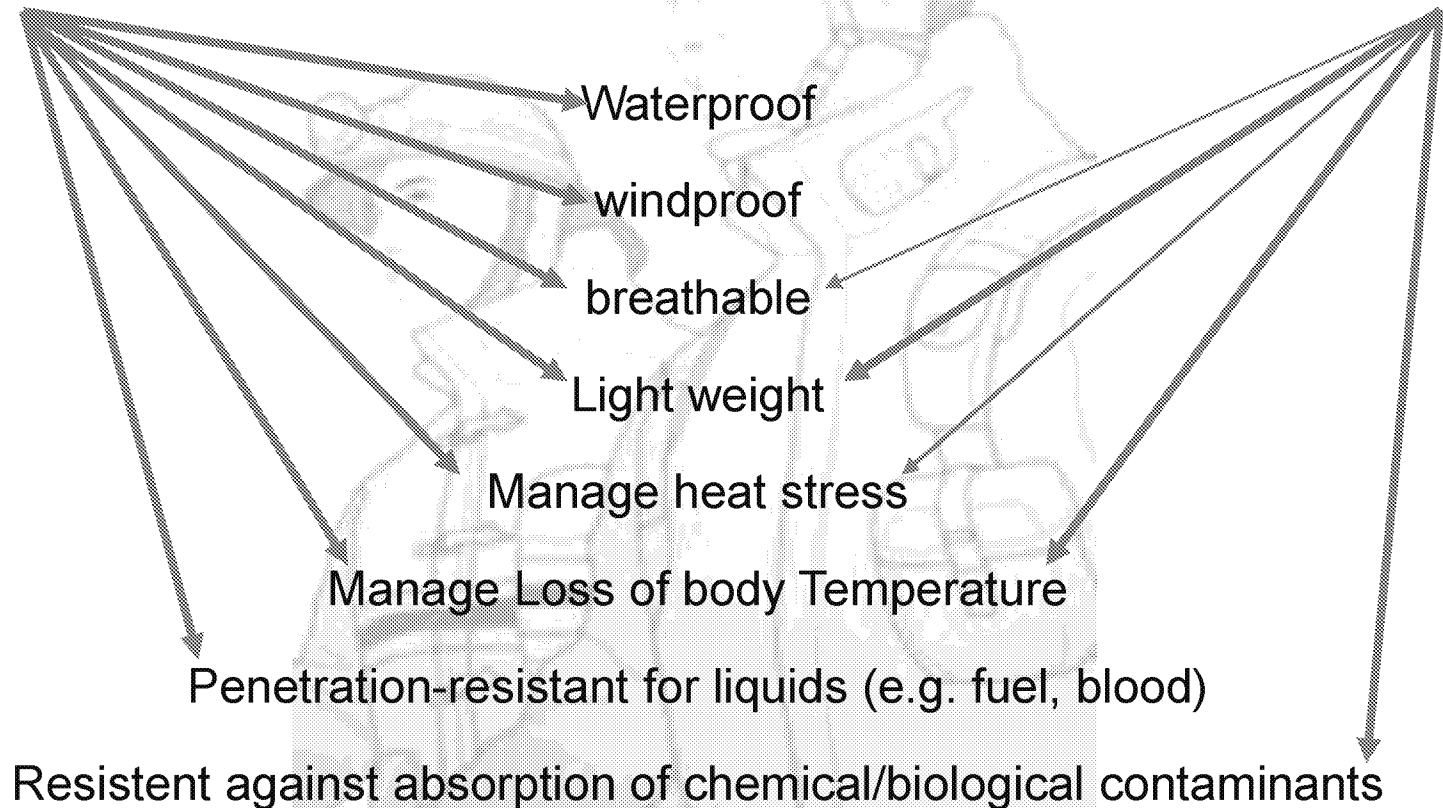 Waterproof
windproof
breathable
Light weight
Manage heat stress
Manage Loss of body Temperature
Penetration-resistant for liquids (e.g. fuel, blood)
Resistent against absorption of chemical/biological contaminants